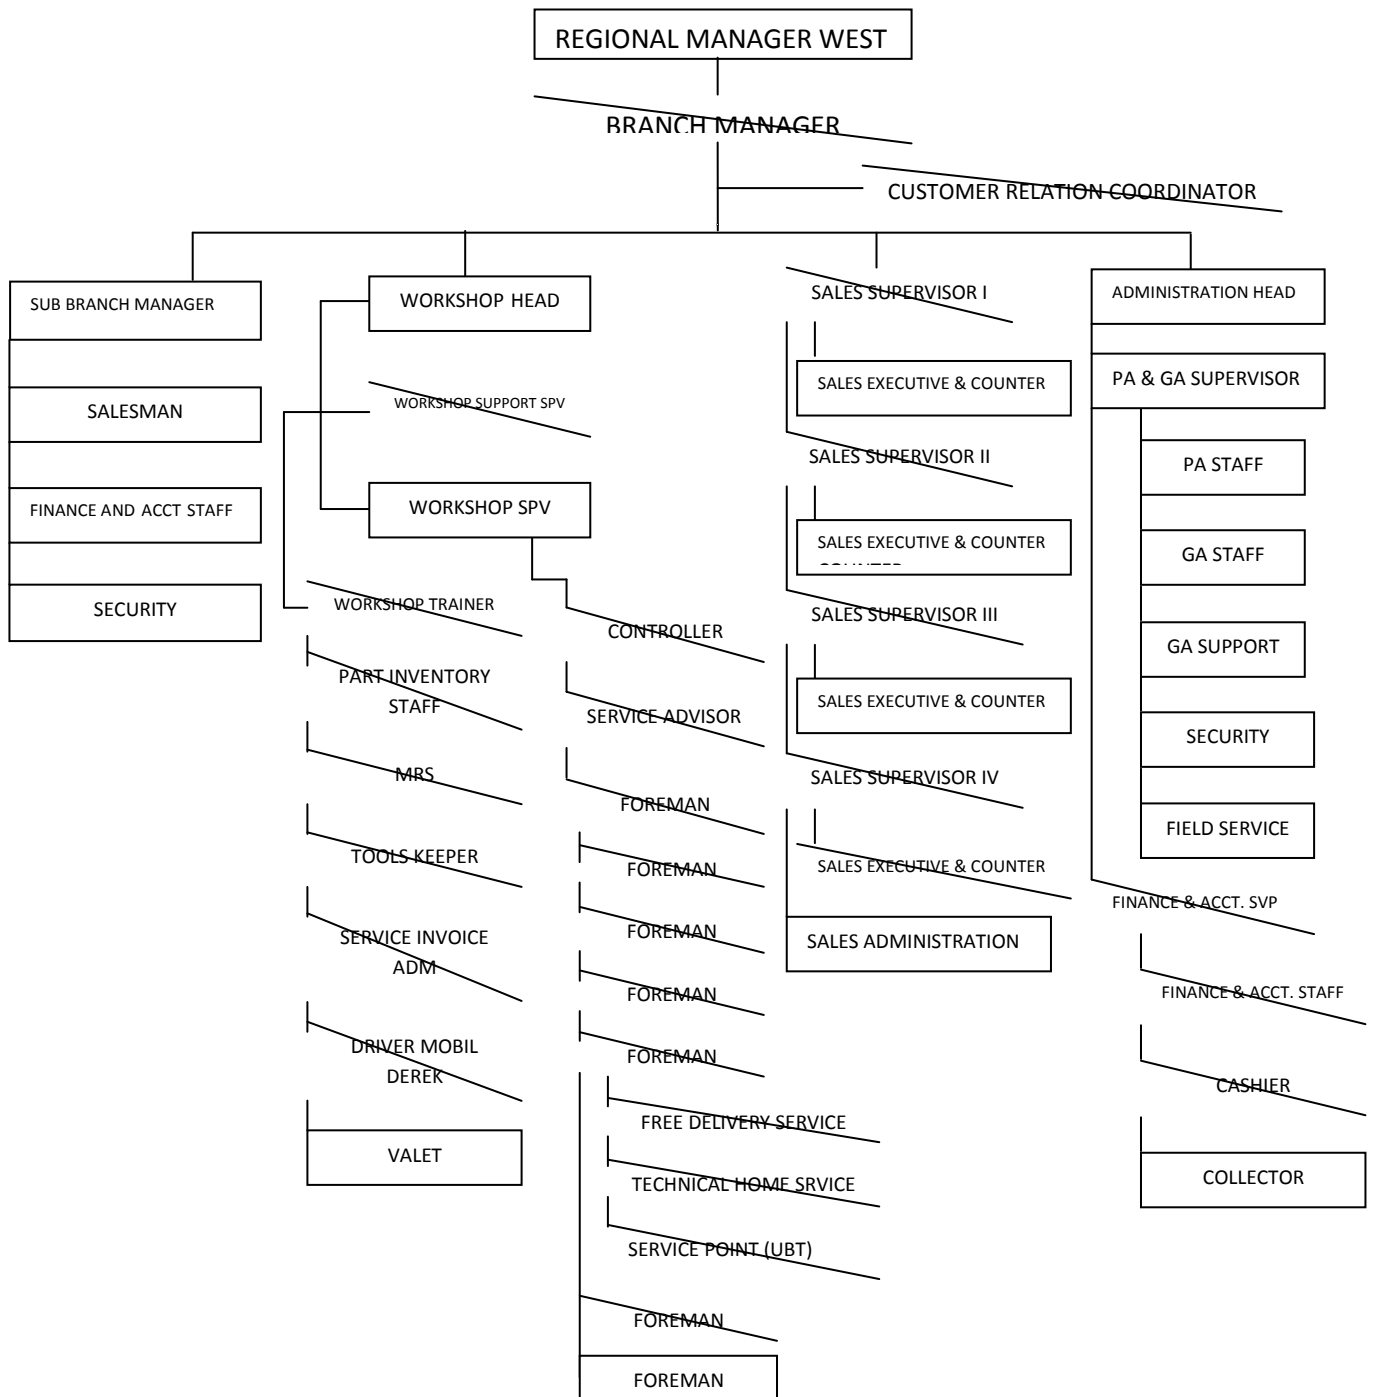 REGIONAL MANAGER WEST
BRANCH MANAGER
CUSTOMER RELATION COORDINATOR
SUB BRANCH MANAGER
SALESMAN
FINANCE AND ACCT STAFF
SECURITY
WORKSHOP HEAD
WORKSHOP SUPPORT SPV
WORKSHOP SPV
WORKSHOP TRAINER
PART INVENTORY
STAFF
MRS
TOOLS KEEPER
SERVICE INVOICE
ADM
DRIVER MOBIL
DEREK
VALET
CONTROLLER
SERVICE ADVISOR
FOREMAN
FOREMAN
FOREMAN
FOREMAN
FOREMAN
FREE DELIVERY SERVICE
TECHNICAL HOME SRVICE
SERVICE POINT (UBT)
FOREMAN
FOREMAN
SALES SUPERVISOR I
SALES EXECUTIVE & COUNTER
SALES SUPERVISOR II
SALES EXECUTIVE & COUNTER
COUNTER
SALES SUPERVISOR III
SALES EXECUTIVE & COUNTER
SALES SUPERVISOR IV
SALES EXECUTIVE & COUNTER
SALES ADMINISTRATION
ADMINISTRATION HEAD
PA & GA SUPERVISOR
PA STAFF
GA STAFF
GA SUPPORT
SECURITY
FIELD SERVICE
FINANCE & ACCT. SVP
FINANCE & ACCT. STAFF
CASHIER
COLLECTOR